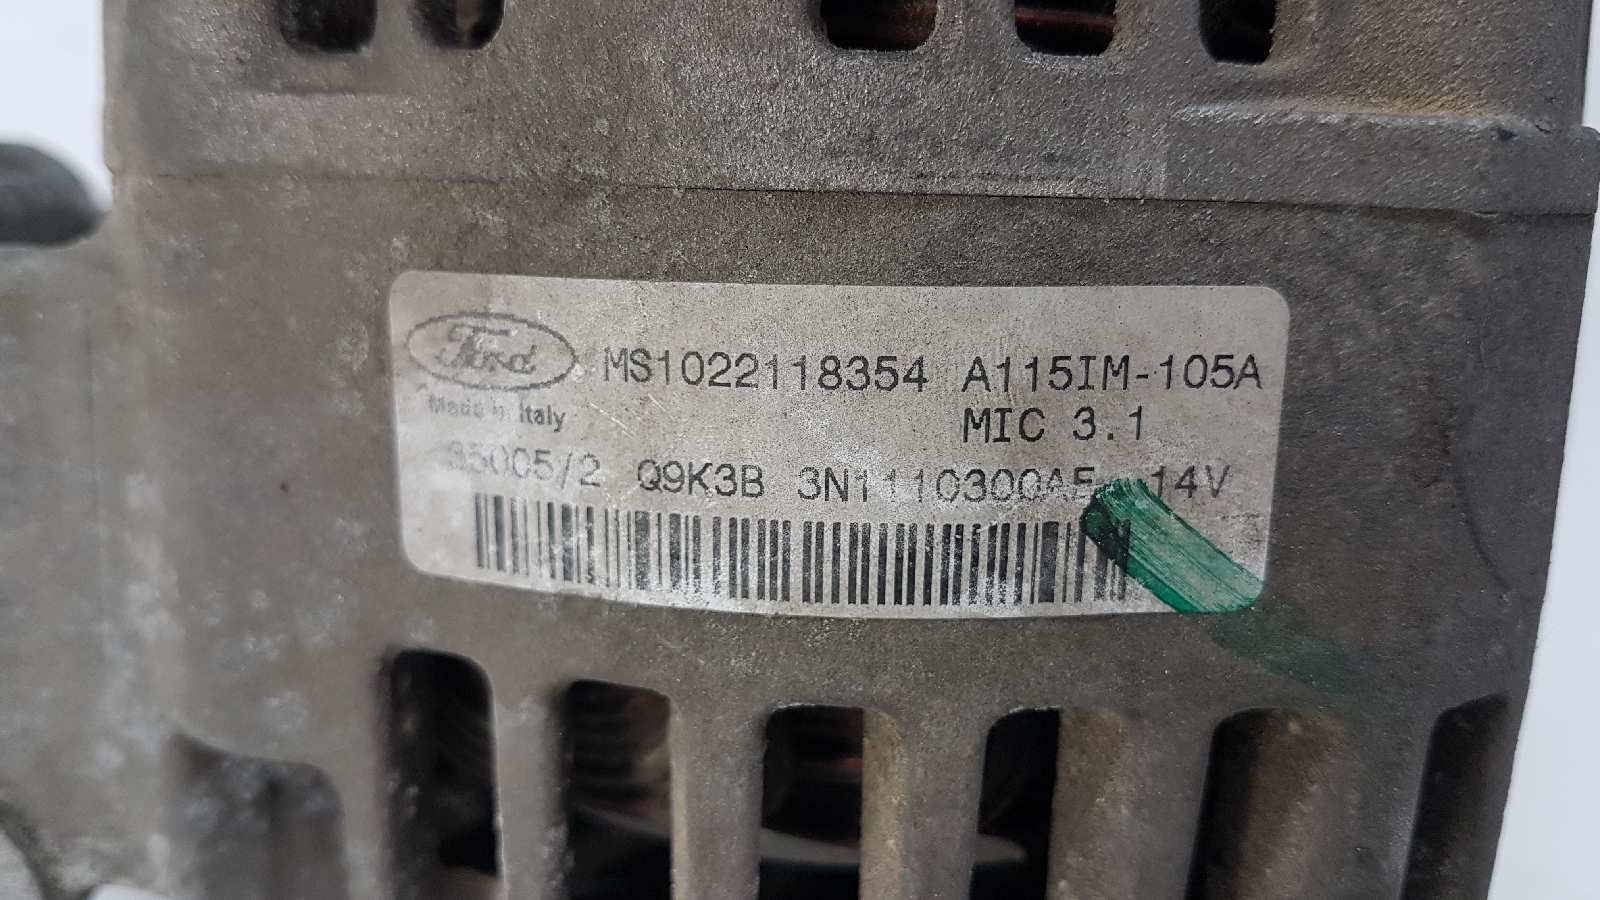 Ford MS1022118354 A115IM-105A
Made in Italy MIC 3.1
Q9K3B 14V